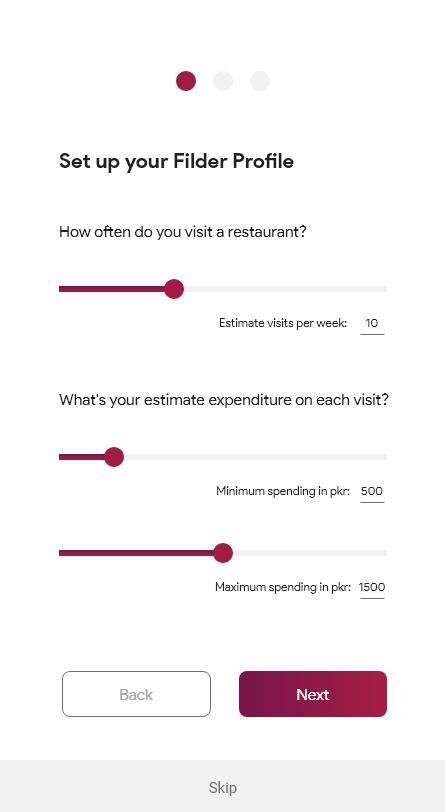 Set up your Filder Profile
How often do you visit a restaurant?
Estimate visits per week: 10
What's your estimate expenditure on each visit?
Minimum spending in pkr: 500
Maximum spending in pkr: 1500
Back Next
Skip